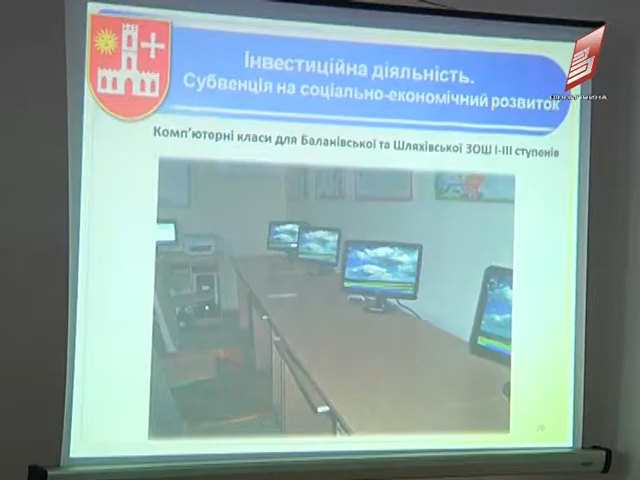 Інвестиційна діяльність.
Субвенція на соціально-економічний розвиток
Комп'ютерні класи для Баланівської та Шляхівської ЗОШ І-ІІІ ступенів